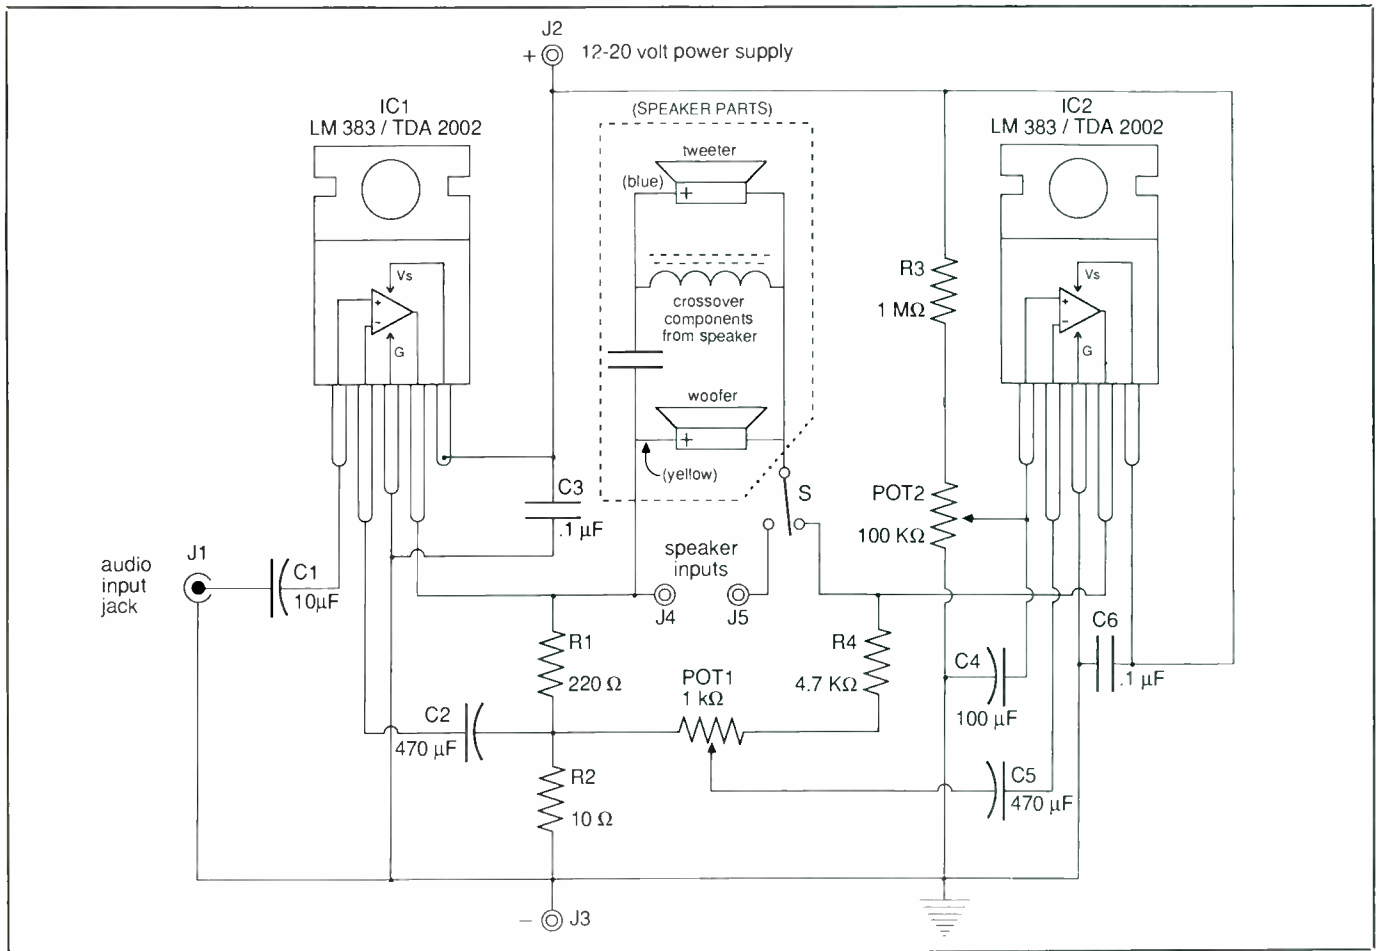 J2
+ 12-20 volt power supply
IC1
LM 383 / TDA 2002
(SPEAKER PARTS)
IC2
LM 383 / TDA 2002
tweeter
(blue)
+
Vs
+
-
G
crossover
components
from speaker
R3
1 MΩ
Vs
+
-
G
woofer
+
(yellow)
S
C3
.1 µF
POT2
100 KΩ
audio
input
jack
J1
C1
10µF
speaker
inputs
J4
J5
R1
220 Ω
POT1
1 kΩ
R4
4.7 KΩ
C4
100 µF
C6
.1 µF
C2
470 µF
R2
10 Ω
C5
470 µF
– J3